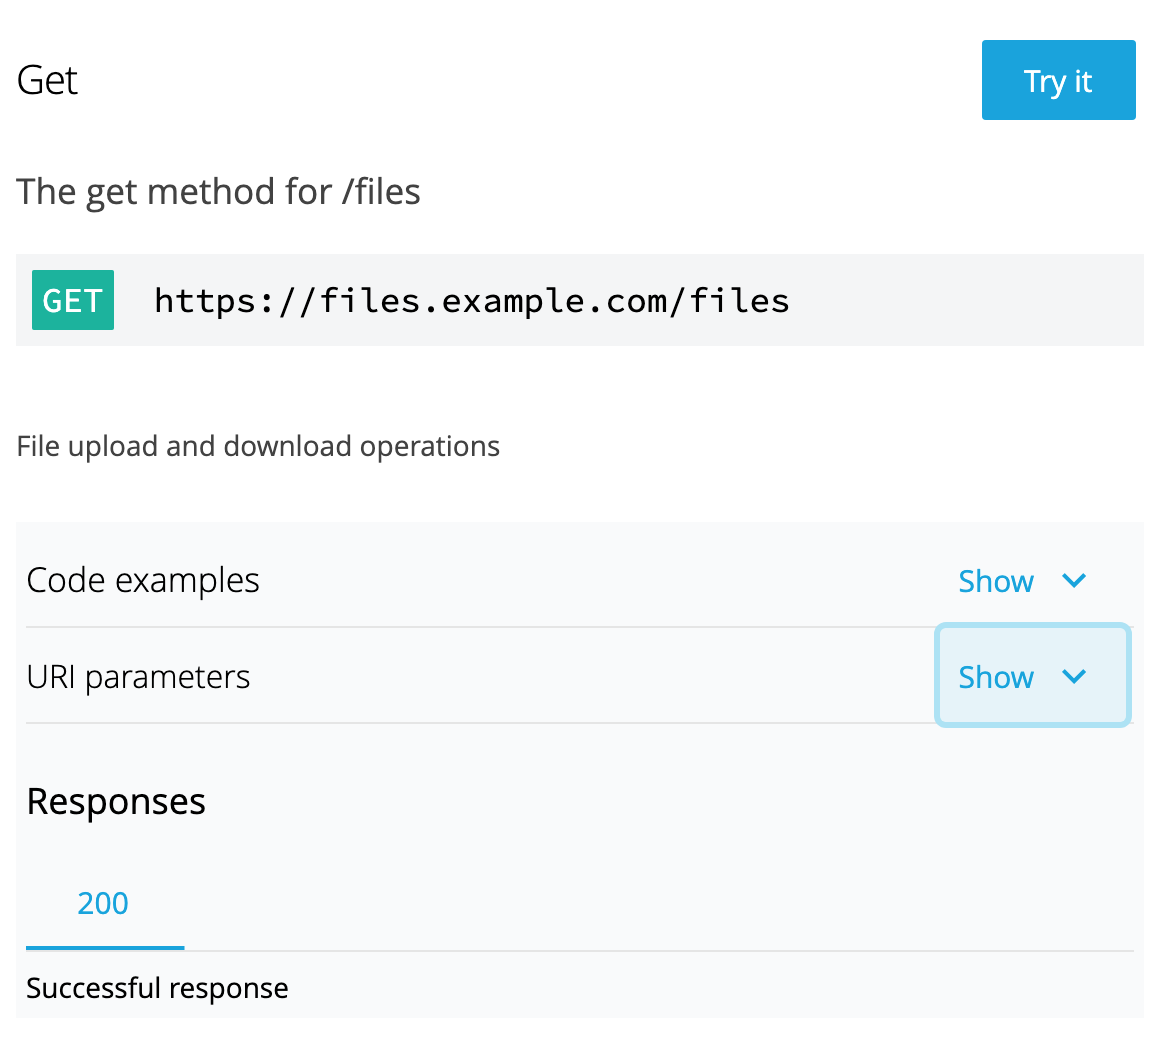 Get
Try it
The get method for /files
GET https://files.example.com/files
File upload and download operations
Code examples Show
URI parameters Show
Responses
200
Successful response